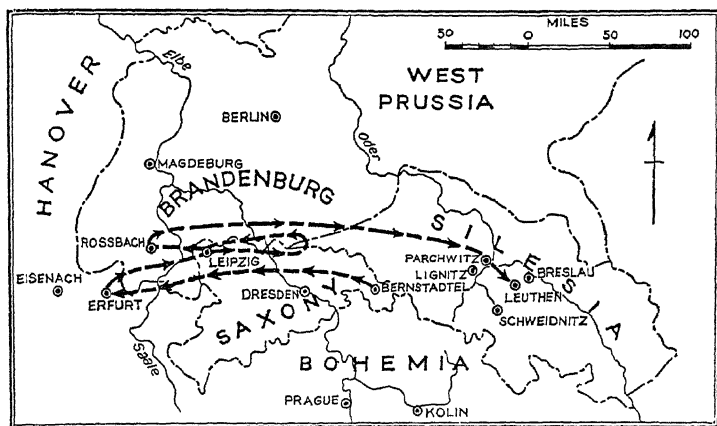 MILES
50 0 50 100
HANOVER
Elbe
WEST
PRUSSIA
BERLIN
Oder
MAGDEBURG
BRANDENBURG
SILESIA
ROSSBACH
LEIPZIG
PARCHWITZ
LIGNITZ
BRESLAU
EISENACH
ERFURT
DRESDEN
BERNSTADTEL
LEUTHEN
SAXONY
SCHWEIDNITZ
Saale
BOHEMIA
PRAGUE
KOLIN